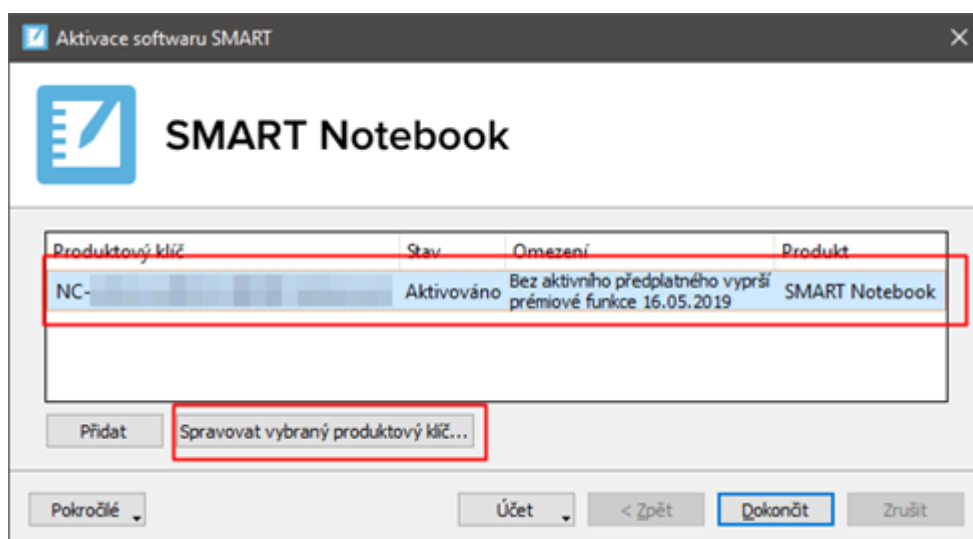 Aktivace softwaru SMART
SMART Notebook
Produktový klíč Stav Omezení Produkt
NC- Aktivováno Bez aktivního předplatného vyprší prémiové funkce 16.05.2019 SMART Notebook
Přidat Spravovat vybraný produktový klíč...
Pokročilé Účet < Zpět Dokončit Zrušit